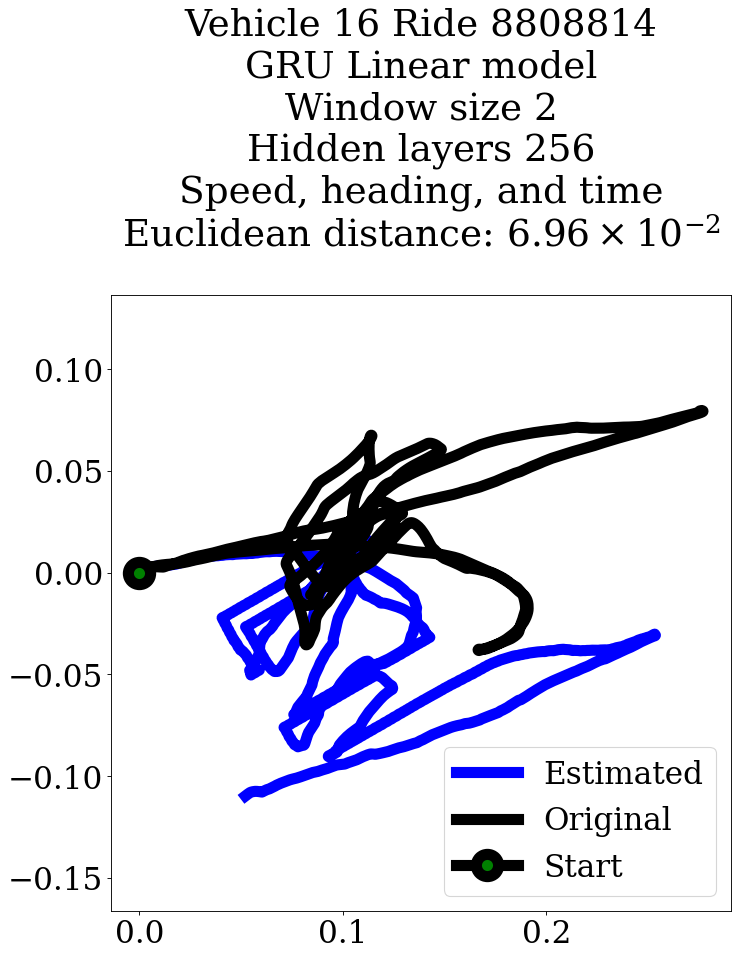 Vehicle 16 Ride 8808814
GRU Linear model
Window size 2
Hidden layers 256
Speed, heading, and time
Euclidean distance: 6.96 × 10⁻²
0.10
0.05
0.00
−0.05
−0.10
−0.15
Estimated
Original
Start
0.0 0.1 0.2